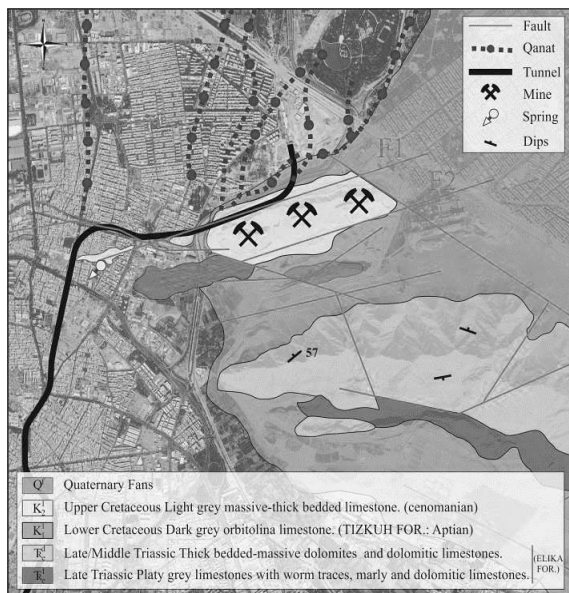 Fault
Qanat
Tunnel
Mine
Spring
Dips
F1
F2
57
Q Quaternary Fans
K Upper Cretaceous Light grey massive-thick bedded limestone. (cenomanian)
K Lower Cretaceous Dark grey orbitolina limestone. (TIZKUH FOR.: Aptian)
Late/Middle Triassic Thick bedded-massive dolomites and dolomitic limestones.
Late Triassic Platy grey limestones with worm traces, marly and dolomitic limestones.
(ELIKA
FOR.)